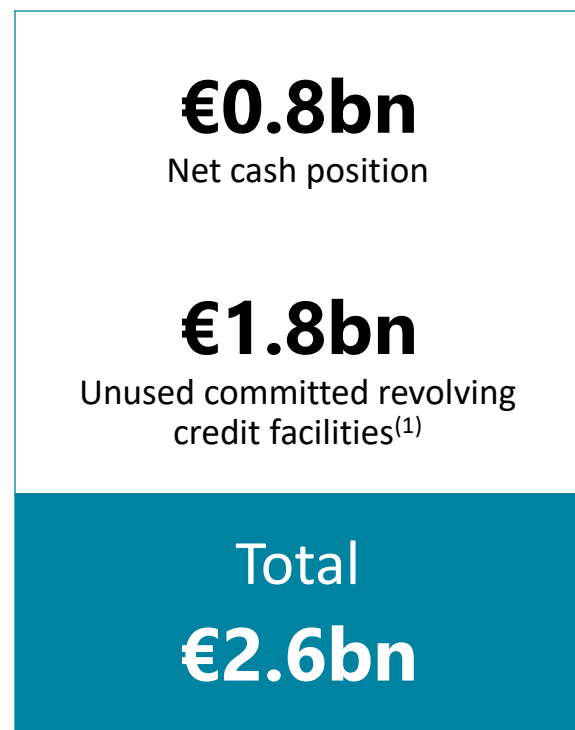 €0.8bn
Net cash position
€1.8bn
Unused committed revolving
credit facilities(1)
Total
€2.6bn